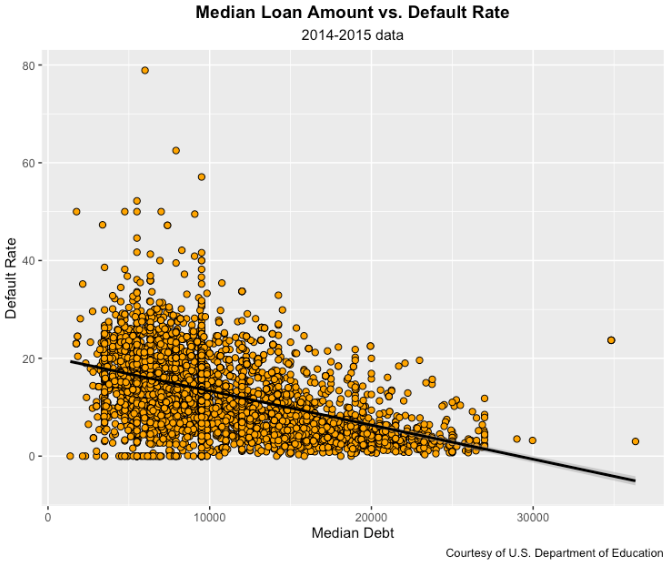 Median Loan Amount vs. Default Rate
2014-2015 data
80
60
40
20
0
Default Rate
0 10000 20000 30000
Median Debt
Courtesy of U.S. Department of Education